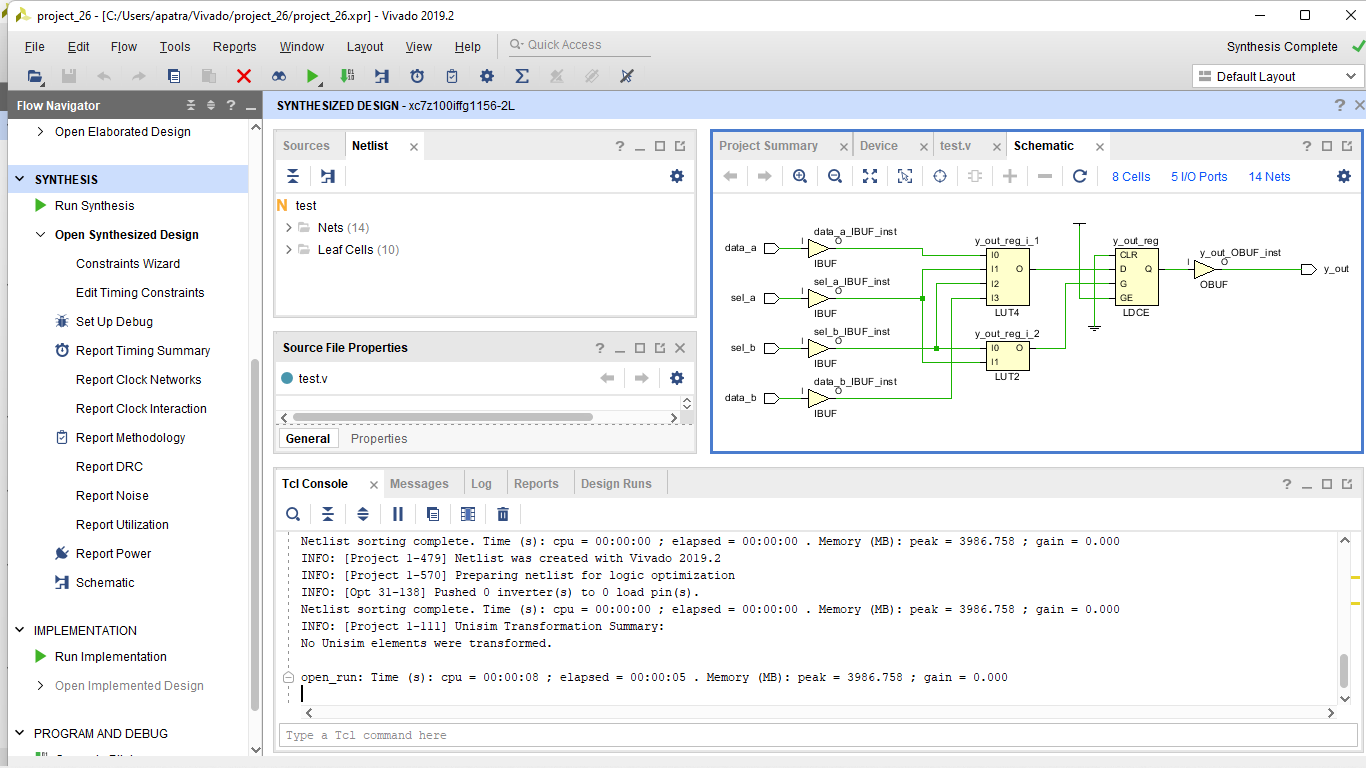 project_26 - [C:/Users/apatra/Vivado/project_26/project_26.xpr] - Vivado 2019.2
File Edit Flow Tools Reports Window Layout View Help Quick Access
Synthesis Complete
Default Layout
Flow Navigator
Open Elaborated Design
SYNTHESIS
Run Synthesis
Open Synthesized Design
Constraints Wizard
Edit Timing Constraints
Set Up Debug
Report Timing Summary
Report Clock Networks
Report Clock Interaction
Report Methodology
Report DRC
Report Noise
Report Utilization
Report Power
Schematic
IMPLEMENTATION
Run Implementation
Open Implemented Design
PROGRAM AND DEBUG
SYNTHESIZED DESIGN - xc7z100iffg1156-2L
Sources Netlist
N test
Nets (14)
Leaf Cells (10)
Source File Properties
test.v
General Properties
Project Summary Device test.v Schematic
8 Cells 5 I/O Ports 14 Nets
data_a
I
data_a_IBUF_inst
O
IBUF
sel_a
I
sel_a_IBUF_inst
O
IBUF
sel_b
I
sel_b_IBUF_inst
O
IBUF
data_b
I
data_b_IBUF_inst
O
IBUF
y_out_reg_i_1
I0
I1 O
I2
I3
LUT4
y_out_reg_i_2
I0 O
I1
LUT2
y_out_reg
CLR
D Q
G
GE
LDCE
y_out_OBUF_inst
I O
OBUF
y_out
Tcl Console Messages Log Reports Design Runs
Netlist sorting complete. Time (s): cpu = 00:00:00 ; elapsed = 00:00:00 . Memory (MB): peak = 3986.758 ; gain = 0.000
INFO: [Project 1-479] Netlist was created with Vivado 2019.2
INFO: [Project 1-570] Preparing netlist for logic optimization
INFO: [Opt 31-138] Pushed 0 inverter(s) to 0 load pin(s).
Netlist sorting complete. Time (s): cpu = 00:00:00 ; elapsed = 00:00:00 . Memory (MB): peak = 3986.758 ; gain = 0.000
INFO: [Project 1-111] Unisim Transformation Summary:
No Unisim elements were transformed.
open_run: Time (s): cpu = 00:00:08 ; elapsed = 00:00:05 . Memory (MB): peak = 3986.758 ; gain = 0.000
Type a Tcl command here